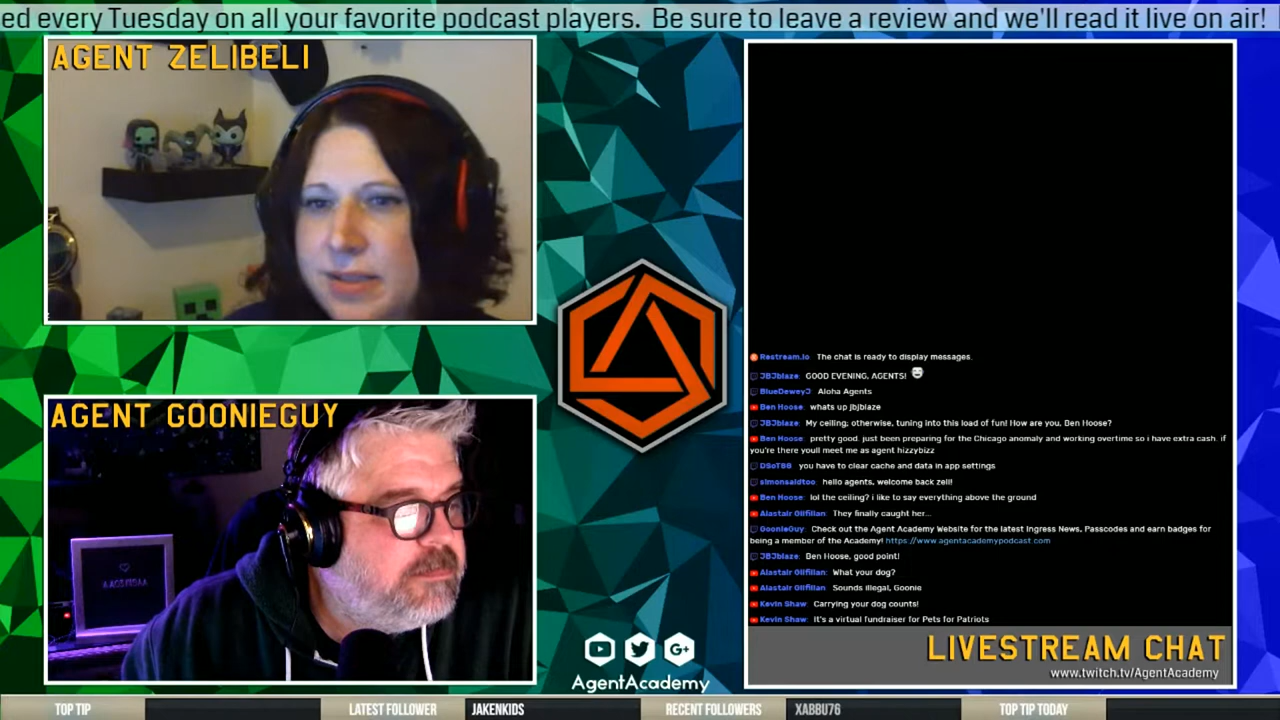 ed every Tuesday on all your favorite podcast players. Be sure to leave a review and we'll read it live on air!
AGENT ZELIBELI
AGENT GOONIEGUY
Restream.io The chat is ready to display messages.
JBJblaze: GOOD EVENING, AGENTS!
BlueDeweyJ Aloha Agents
Ben Hoose whats up jbjblaze
JBJblaze: My ceiling; otherwise, tuning into this load of fun! How are you, Ben Hoose?
Ben Hoose pretty good. just been preparing for the Chicago anomaly and working overtime so i have extra cash. if
you're there youll meet me as agent hizzybizz
DSoT88 you have to clear cache and data in app settings
simonsaidtoo hello agents, welcome back zeli!
Ben Hoose: lol the ceiling? i like to say everything above the ground
Alastair Gilfillan: They finally caught her...
GoonieGuy: Check out the Agent Academy Website for the latest Ingress News, Passcodes and earn badges for
being a member of the Academy! https://www.agentacademypodcast.com
JBJblaze: Ben Hoose, good point!
Alastair Gilfillan: What your dog?
Alastair Gilfillan Sounds illegal, Goonie
Kevin Shaw: Carrying your dog counts!
Kevin Shaw: It's a virtual fundraiser for Pets for Patriots
LIVESTREAM CHAT
www.twitch.tv/AgentAcademy
G+
AgentAcademy
TOP TIP LATEST FOLLOWER JAKENKIDS RECENT FOLLOWERS XABBU76 TOP TIP TODAY